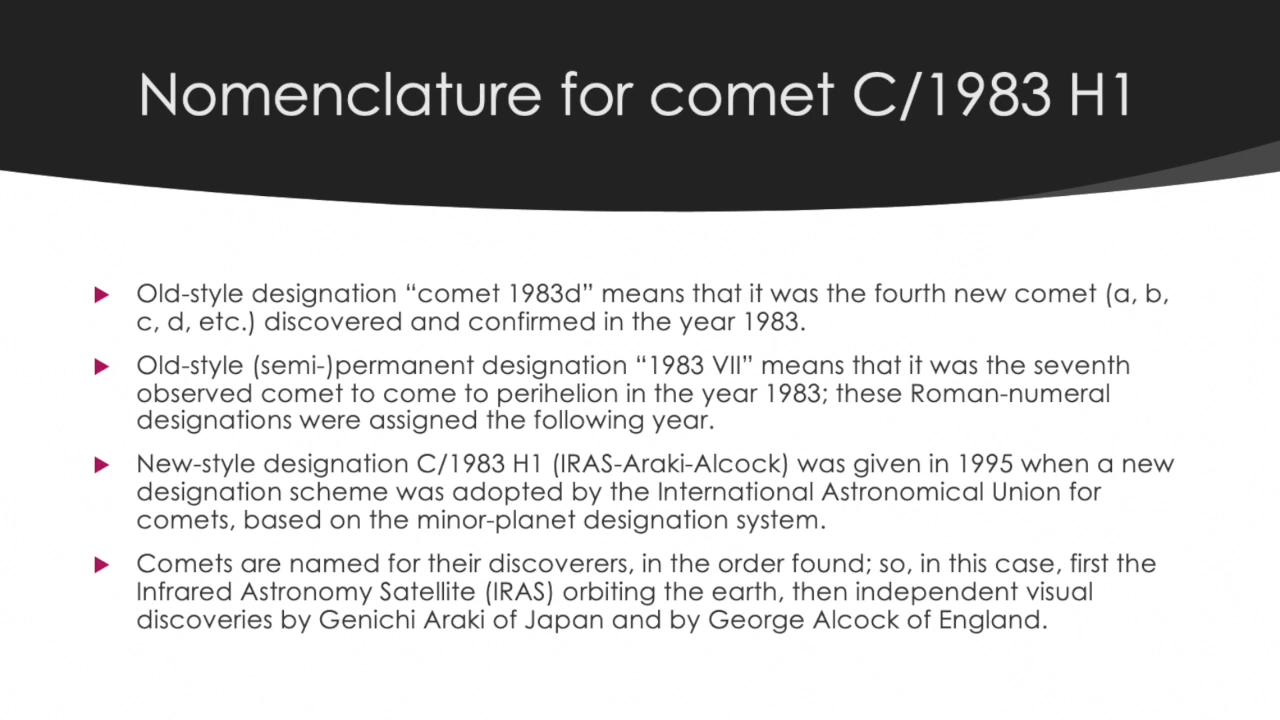 Nomenclature for comet C/1983 H1
Old-style designation “comet 1983d” means that it was the fourth new comet (a, b,
c, d, etc.) discovered and confirmed in the year 1983.
Old-style (semi-)permanent designation “1983 VII” means that it was the seventh
observed comet to come to perihelion in the year 1983; these Roman-numeral
designations were assigned the following year.
New-style designation C/1983 H1 (IRAS-Araki-Alcock) was given in 1995 when a new
designation scheme was adopted by the International Astronomical Union for
comets, based on the minor-planet designation system.
Comets are named for their discoverers, in the order found; so, in this case, first the
Infrared Astronomy Satellite (IRAS) orbiting the earth, then independent visual
discoveries by Genichi Araki of Japan and by George Alcock of England.